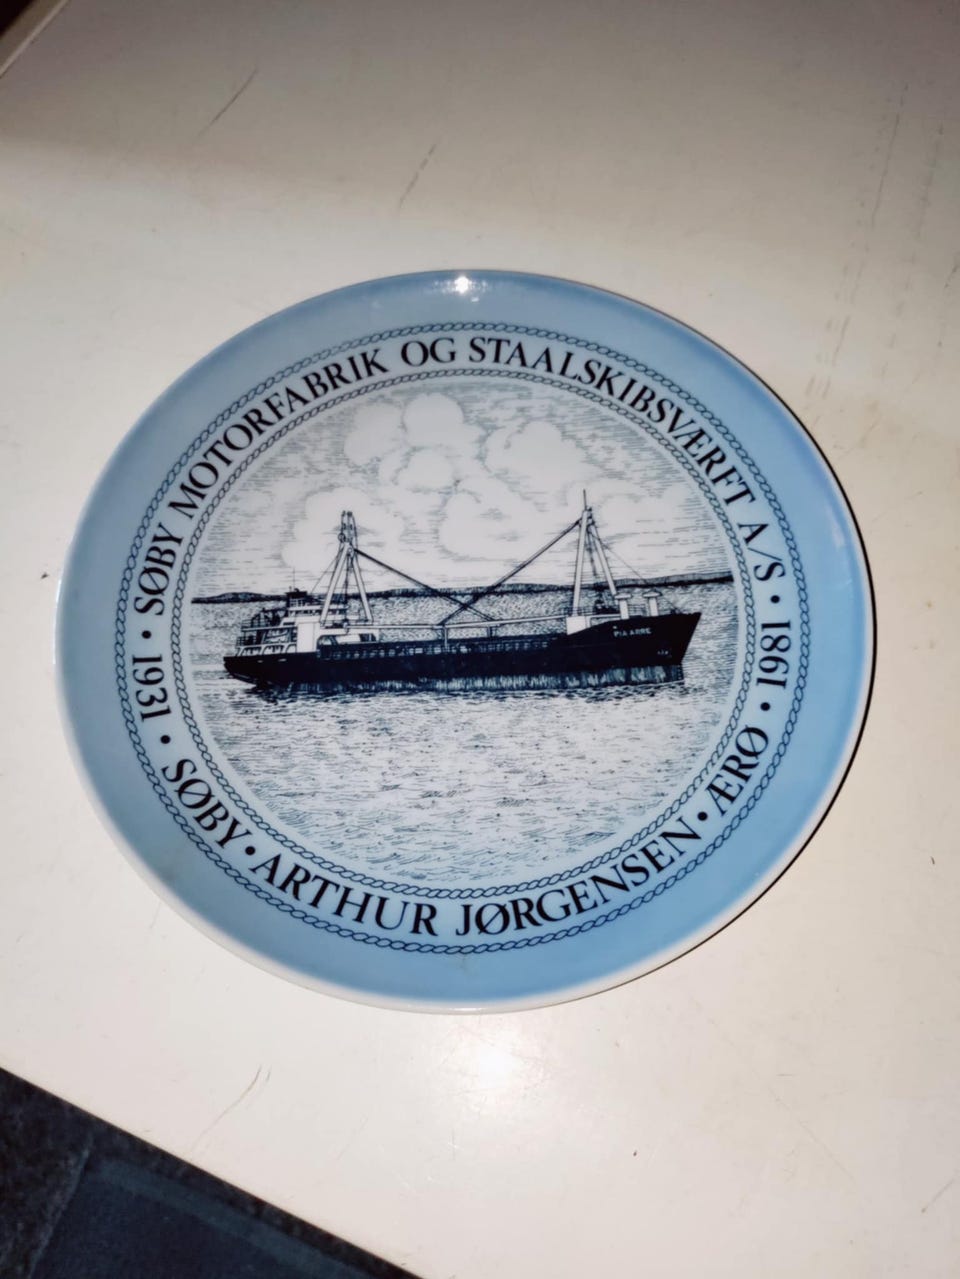 SØBY MOTORFABRIK OG STAALSKIBSVÆRFT A/S • 1981 •
1931 • SØBY • ARTHUR JØRGENSEN • ÆRØ •
PIA ARRE